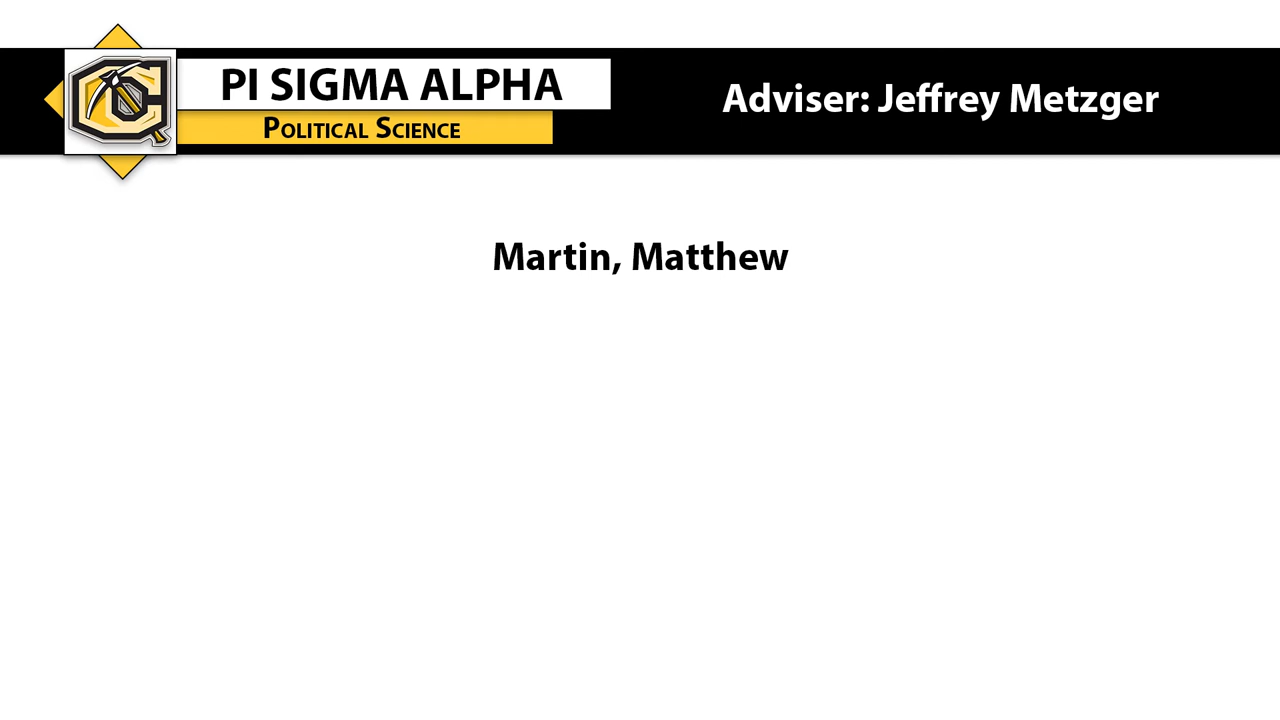 PI SIGMA ALPHA
Political Science
Adviser: Jeffrey Metzger
Martin, Matthew